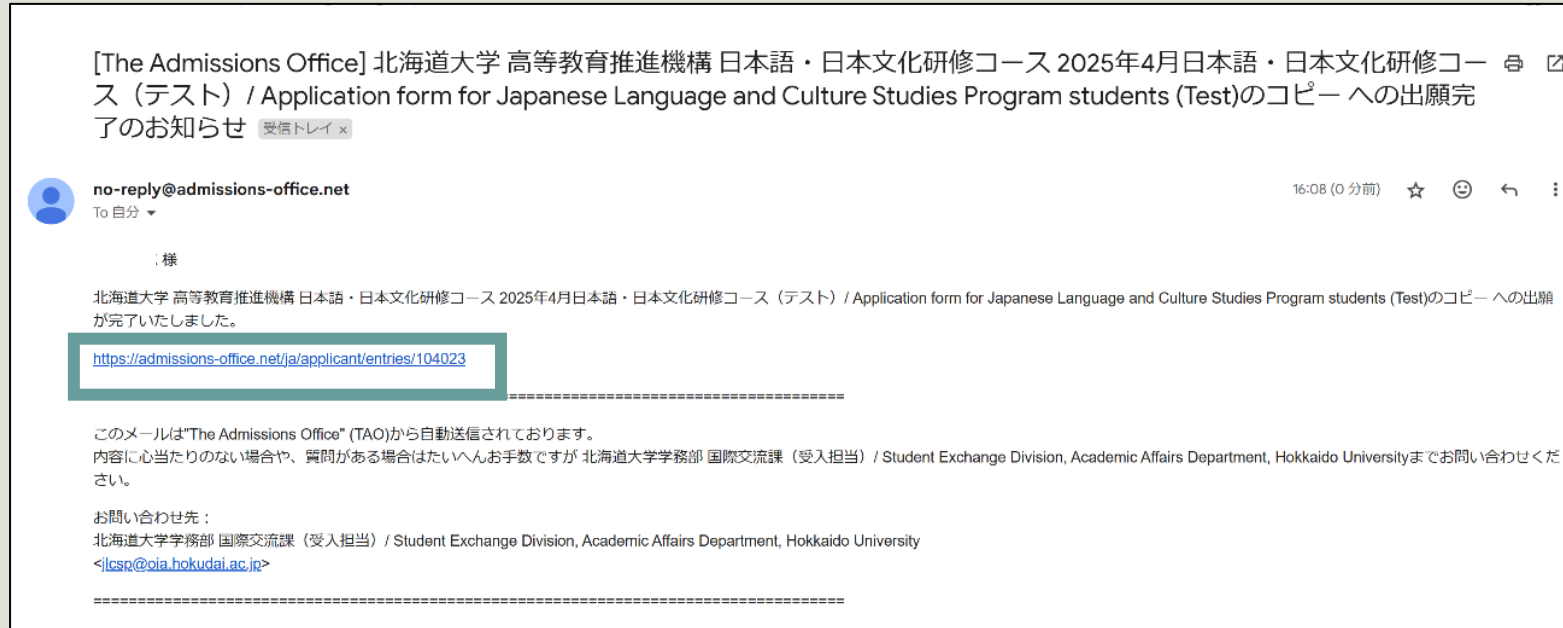 [The Admissions Office] 北海道大学 高等教育推進機構 日本語・日本文化研修コース 2025年4月日本語・日本文化研修コー
ス（テスト）/ Application form for Japanese Language and Culture Studies Program students (Test)のコピー への出願完
了のお知らせ 受信トレイ ×
no-reply@admissions-office.net 16:08 (0 分前)
To 自分
様
北海道大学 高等教育推進機構 日本語・日本文化研修コース 2025年4月日本語・日本文化研修コース（テスト）/ Application form for Japanese Language and Culture Studies Program students (Test)のコピー への出願
が完了いたしました。
https://admissions-office.net/ja/applicant/entries/104023
======================================
このメールは"The Admissions Office" (TAO)から自動送信されております。
内容に心当たりのない場合や、質問がある場合はたいへんお手数ですが 北海道大学学務部 国際交流課（受入担当）/ Student Exchange Division, Academic Affairs Department, Hokkaido Universityまでお問い合わせくだ
さい。
お問い合わせ先：
北海道大学学務部 国際交流課（受入担当）/ Student Exchange Division, Academic Affairs Department, Hokkaido University
<jlcsp@oia.hokudai.ac.jp>
=====================================================================================